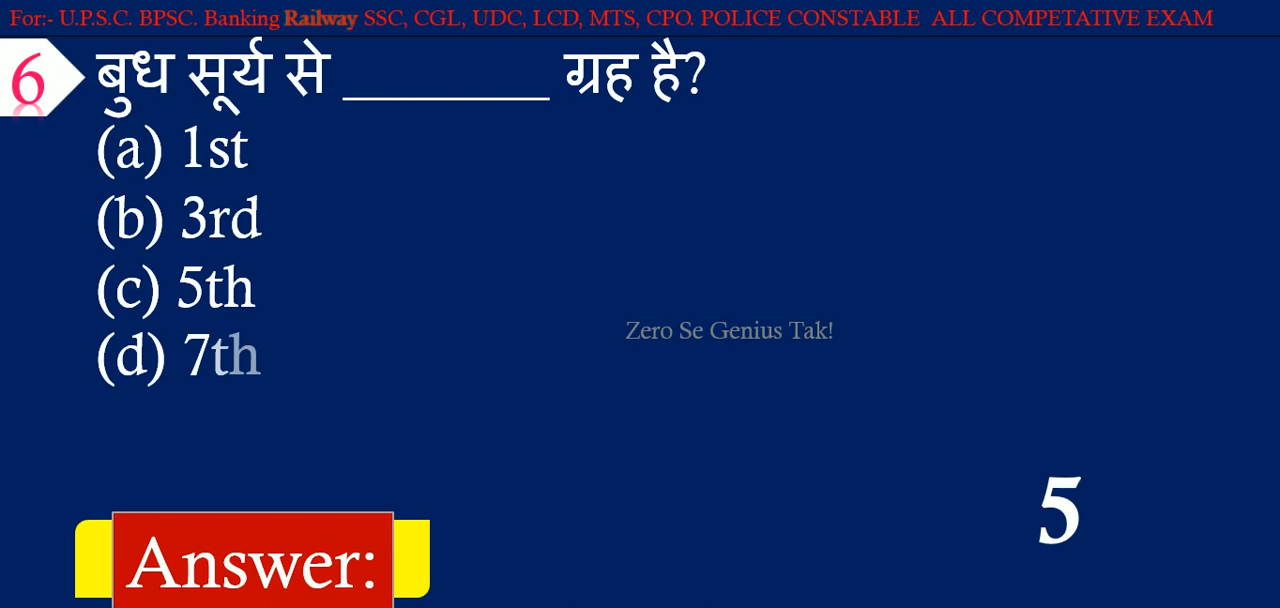 For:- U.P.S.C. BPSC. Banking Railway SSC, CGL, UDC, LCD, MTS, CPO. POLICE CONSTABLE ALL COMPETATIVE EXAM
6 बुध सूर्य से ________ ग्रह है?
(a) 1st
(b) 3rd
(c) 5th
Zero Se Genius Tak!
(d) 7th
5
Answer: